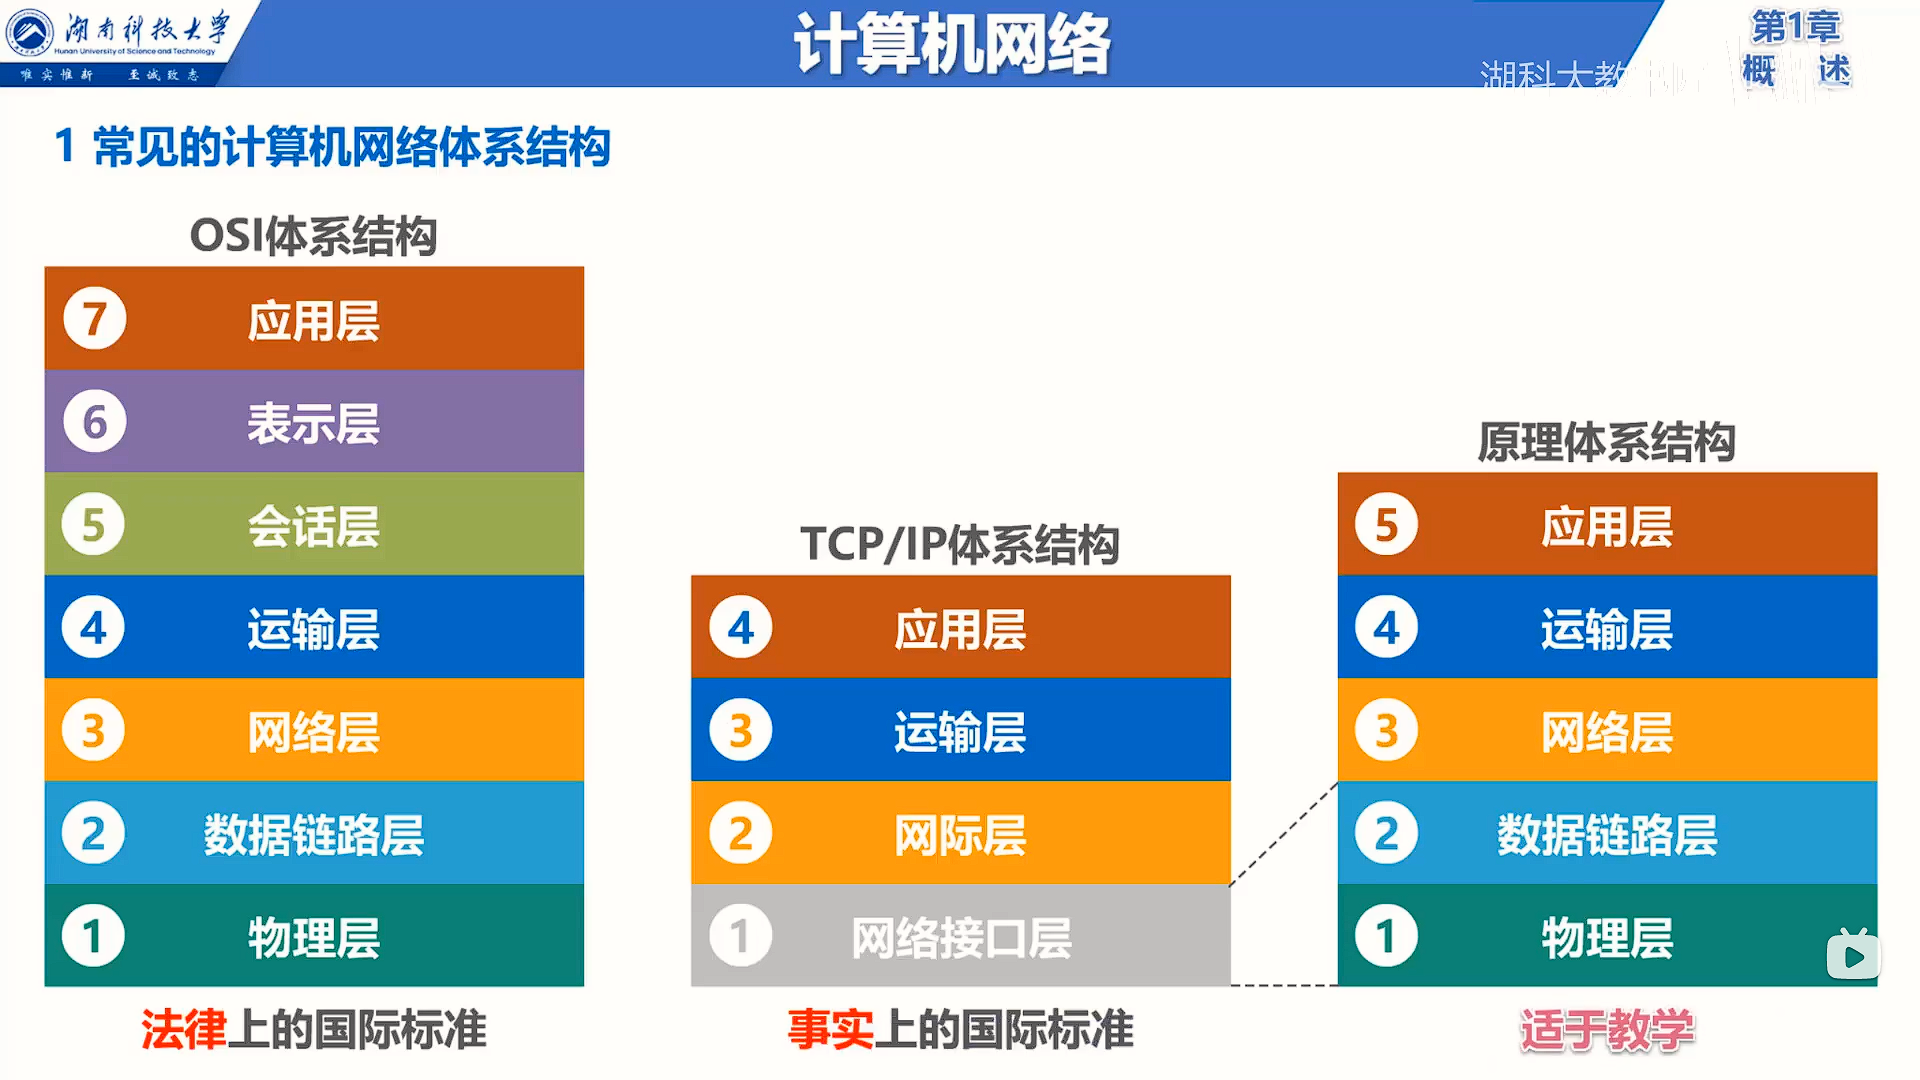 湖南科技大学
Hunan University of Science and Technology
唯实惟新 至诚致志
计算机网络
第1章
概 述
湖科大教书匠
1 常见的计算机网络体系结构
OSI体系结构
7 应用层
6 表示层
5 会话层
4 运输层
3 网络层
2 数据链路层
1 物理层
法律上的国际标准
TCP/IP体系结构
4 应用层
3 运输层
2 网际层
1 网络接口层
事实上的国际标准
原理体系结构
5 应用层
4 运输层
3 网络层
2 数据链路层
1 物理层
适于教学